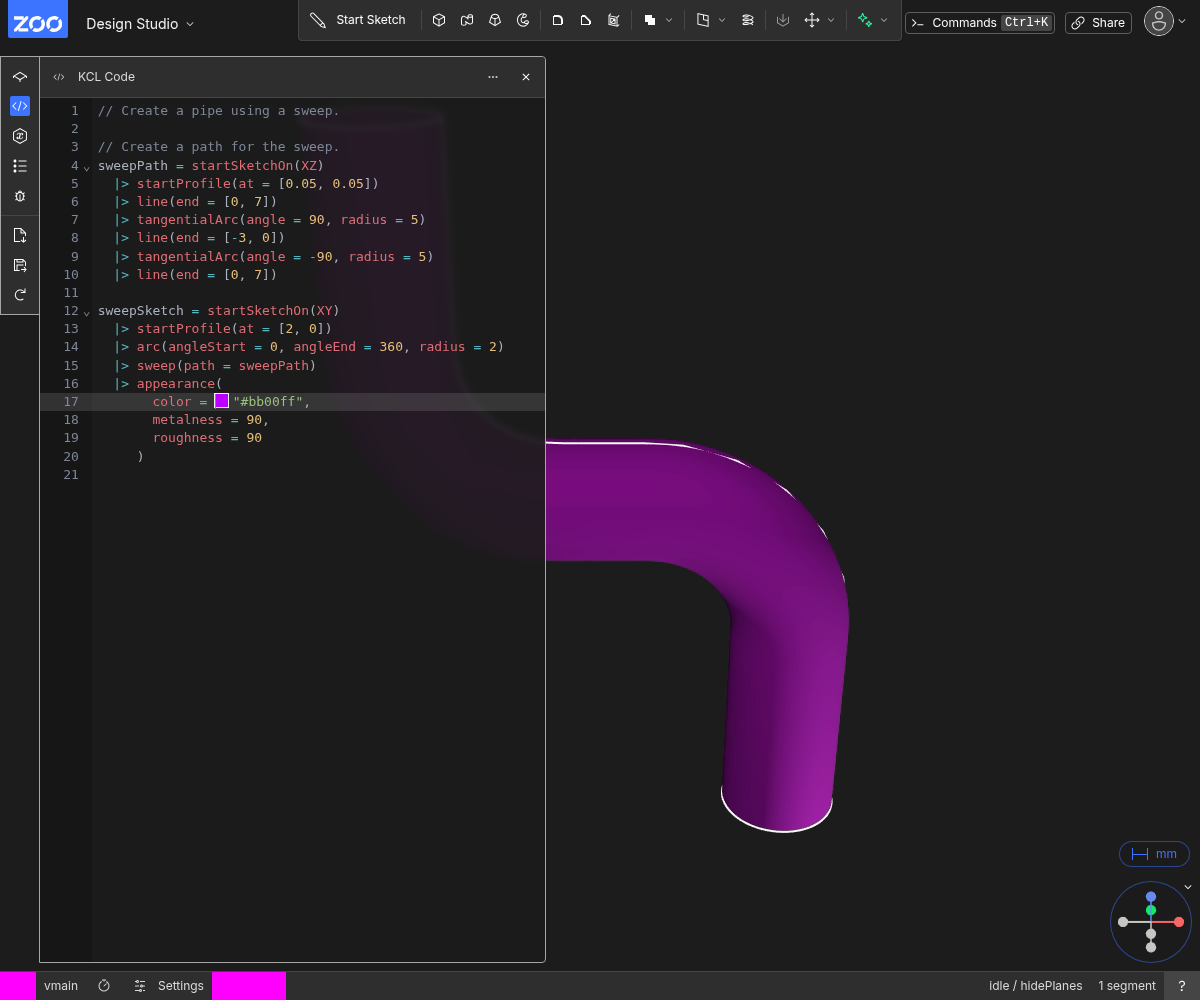 ZOO
Design Studio
Start Sketch
Commands Ctrl+K
Share
KCL Code
1 // Create a pipe using a sweep.
2
3 // Create a path for the sweep.
4 sweepPath = startSketchOn(XZ)
5   |> startProfile(at = [0.05, 0.05])
6   |> line(end = [0, 7])
7   |> tangentialArc(angle = 90, radius = 5)
8   |> line(end = [-3, 0])
9   |> tangentialArc(angle = -90, radius = 5)
10   |> line(end = [0, 7])
11
12 sweepSketch = startSketchOn(XY)
13   |> startProfile(at = [2, 0])
14   |> arc(angleStart = 0, angleEnd = 360, radius = 2)
15   |> sweep(path = sweepPath)
16   |> appearance(
17        color = "#bb00ff",
18        metalness = 90,
19        roughness = 90
20      )
21
mm
vmain
Settings
idle / hidePlanes
1 segment
?